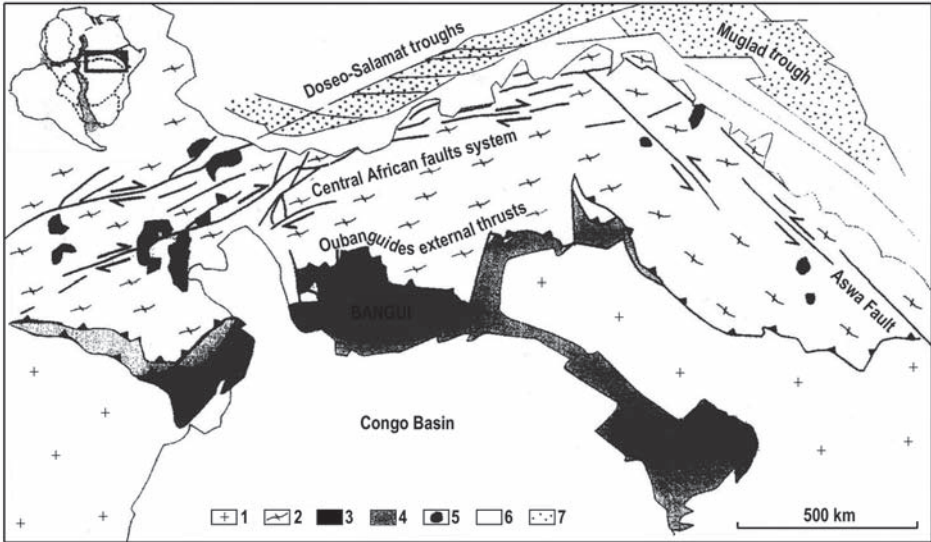 Doseo-Salamat troughs
Muglad trough
Central African faults system
Oubanguides external thrusts
BANGUI
Aswa Fault
Congo Basin
1 2 3 4 5 6 7
500 km